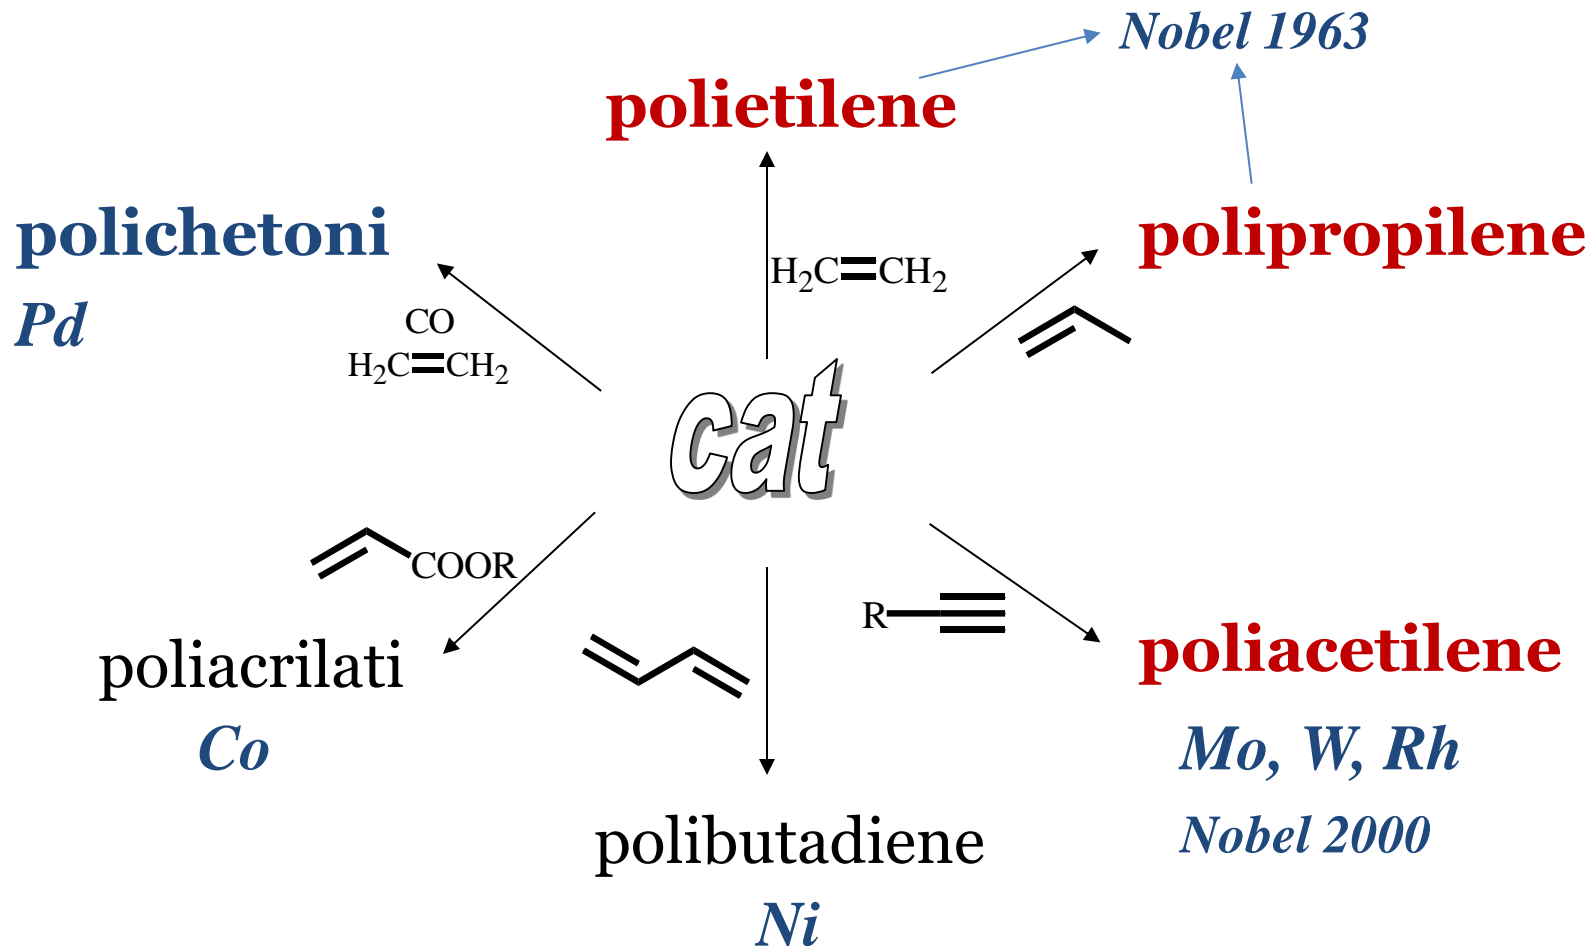 Nobel 1963
polietilene
polichetoni
Pd
polipropilene
H₂C=CH₂
CO
H₂C=CH₂
cat
COOR
R
poliacrilati
Co
poliacetilene
Mo, W, Rh
Nobel 2000
polibutadiene
Ni